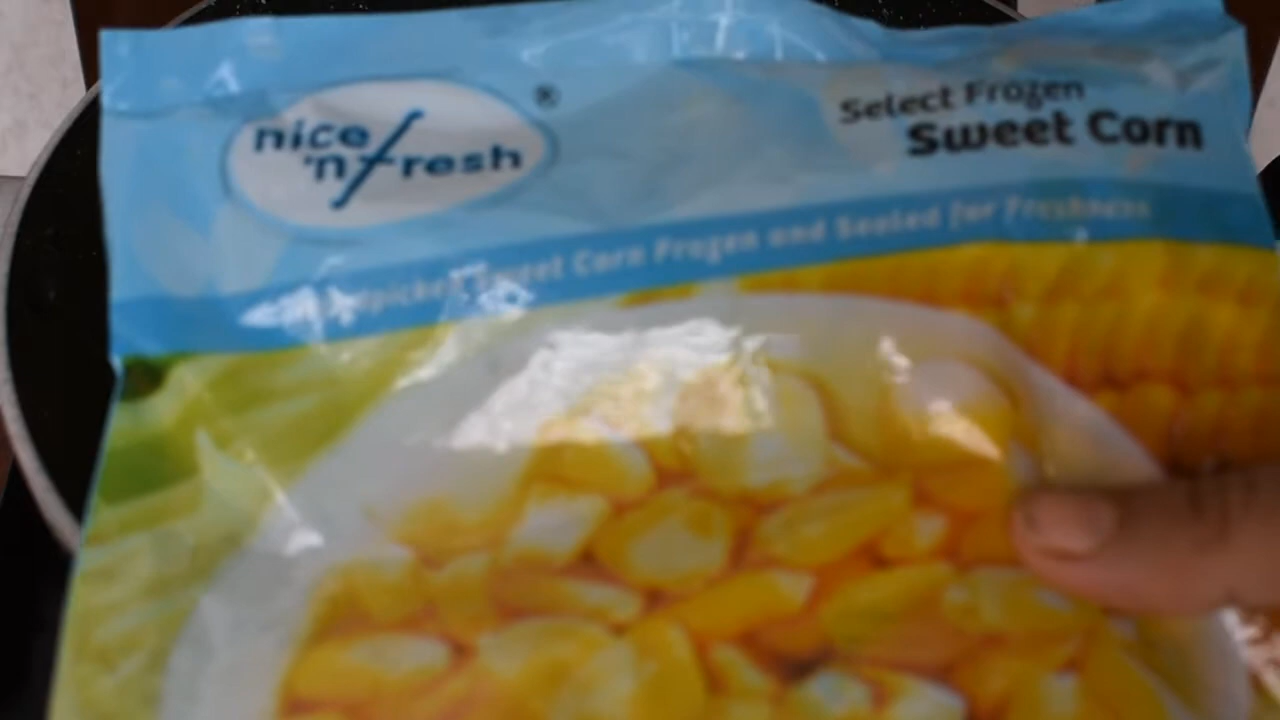 nice
'n fresh ®
Select Frozen
Sweet Corn
Sweet Corn Frozen and Sealed for Freshness